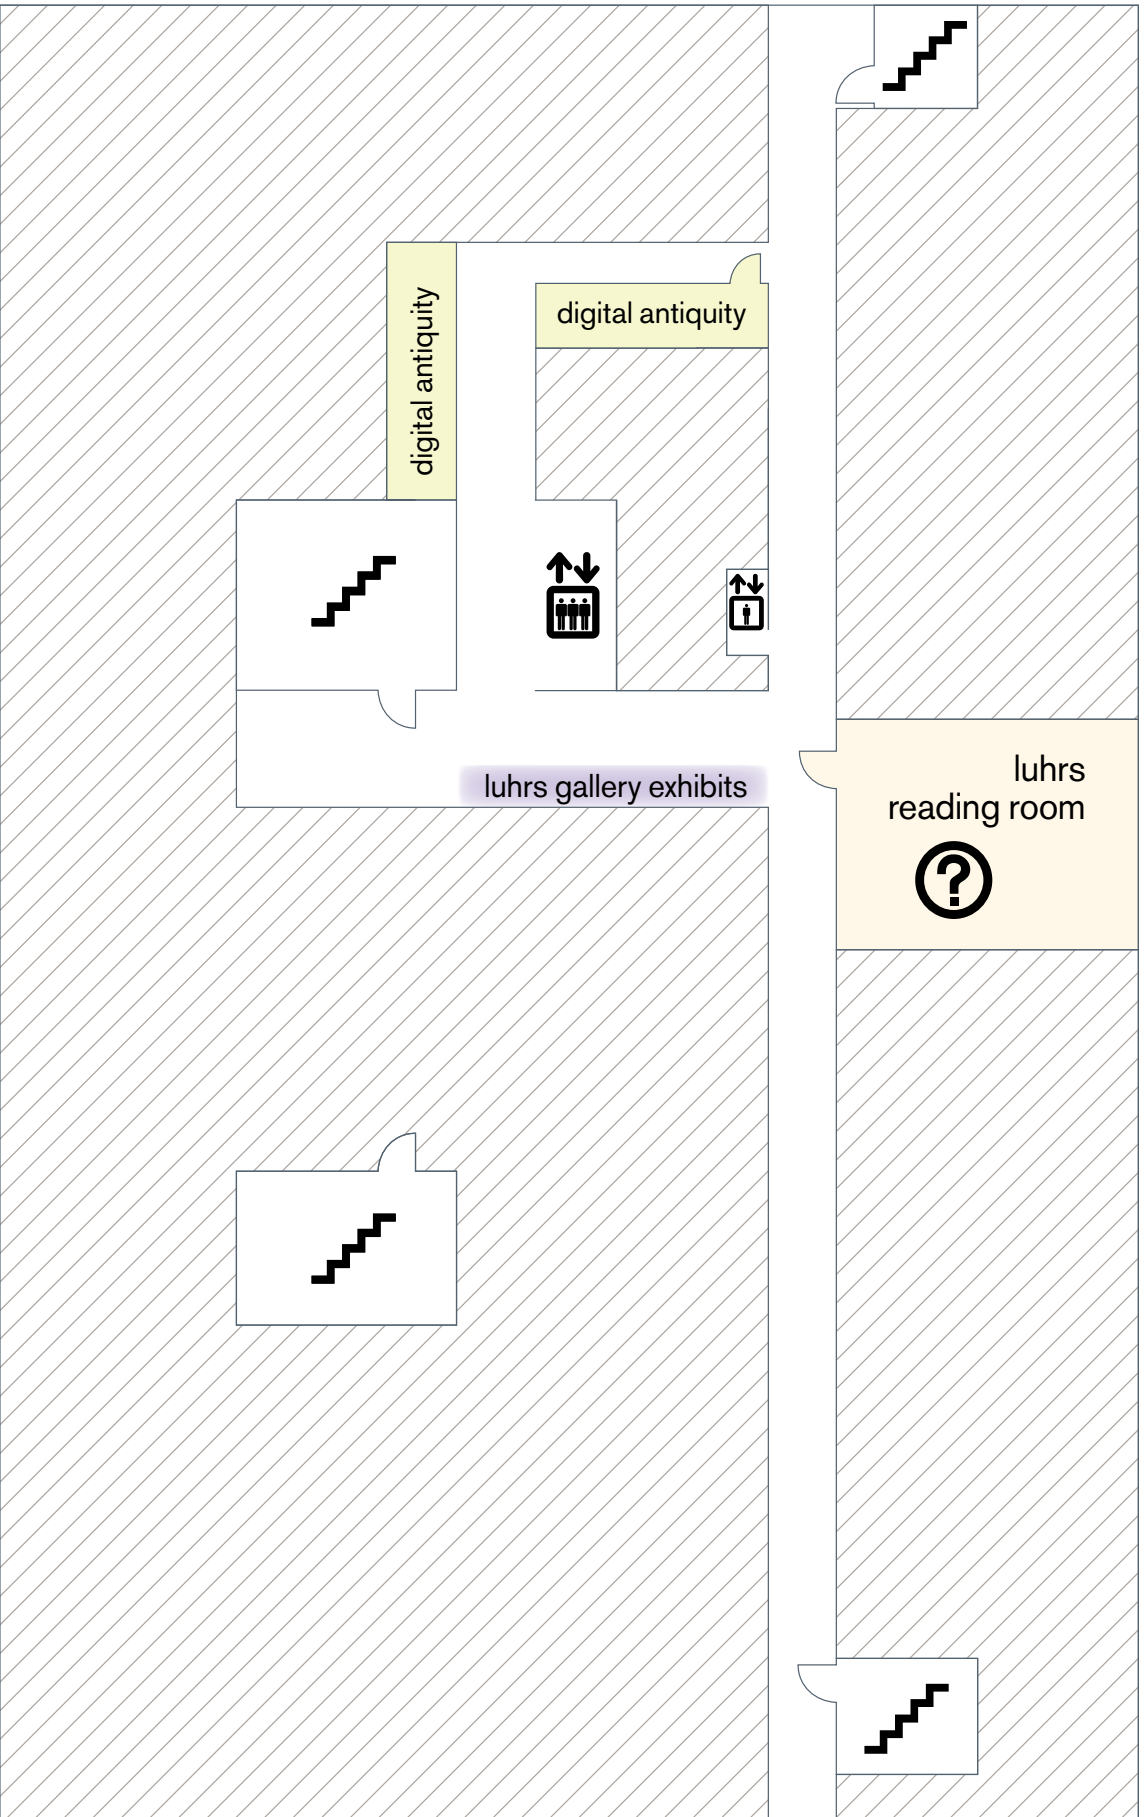 digital antiquity
digital antiquity
luhrs gallery exhibits
luhrs
reading room
?